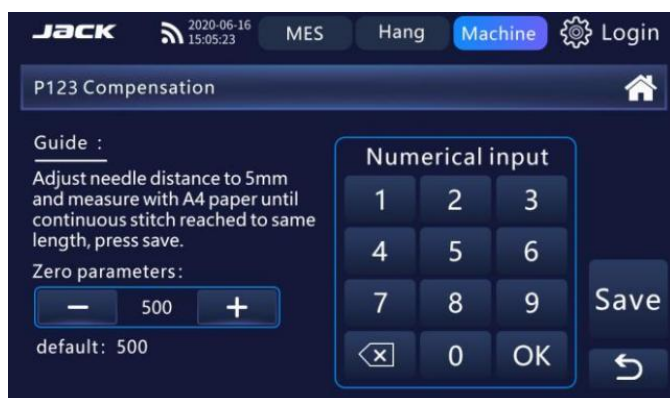 JACK
2020-06-16
15:05:23
MES
Hang
Machine
Login
P123 Compensation
Guide :
Adjust needle distance to 5mm
and measure with A4 paper until
continuous stitch reached to same
length, press save.
Zero parameters:
− 500 +
default: 500
Numerical input
1 2 3
4 5 6
7 8 9
0 OK
Save